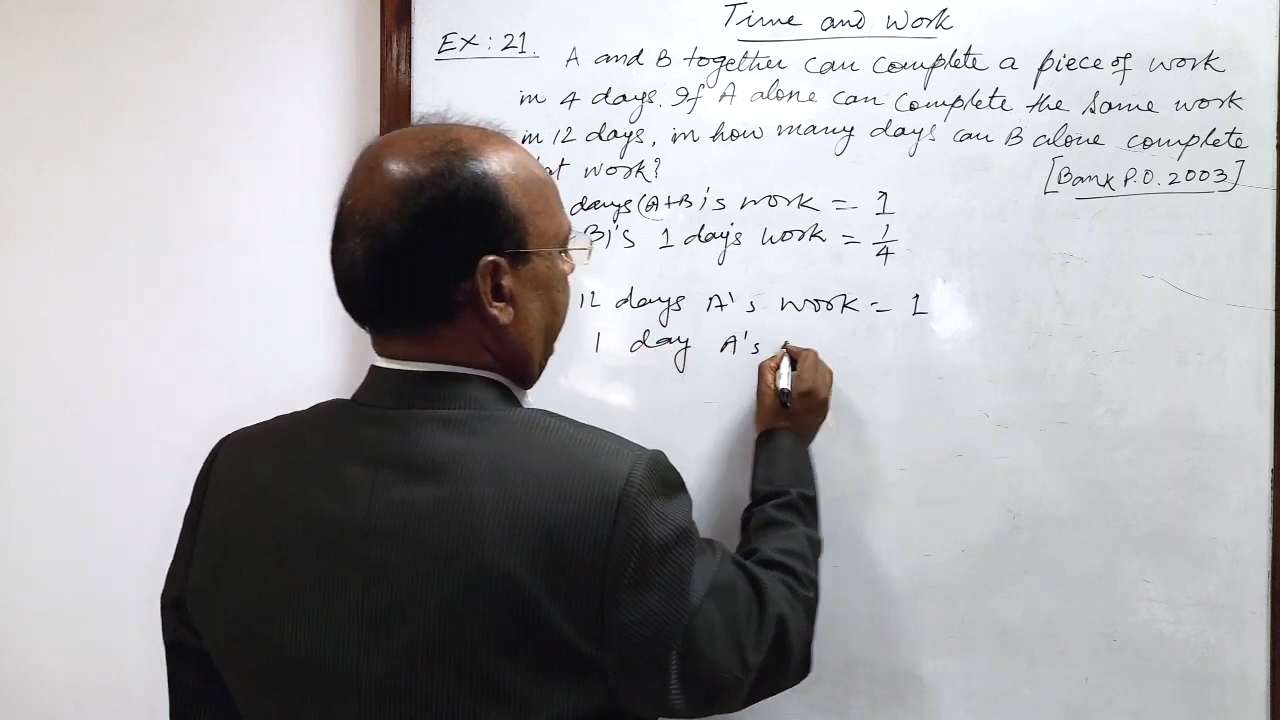 Time and Work
Ex: 21. A and B together can complete a piece of work
in 4 days. If A alone can complete the same work
in 12 days, in how many days can B alone complete
work?
[Bank P.O. 2003]
days (A+B)'s work = 1
B)'s 1 day's work = 1/4
12 days A's work = 1
1 day A's